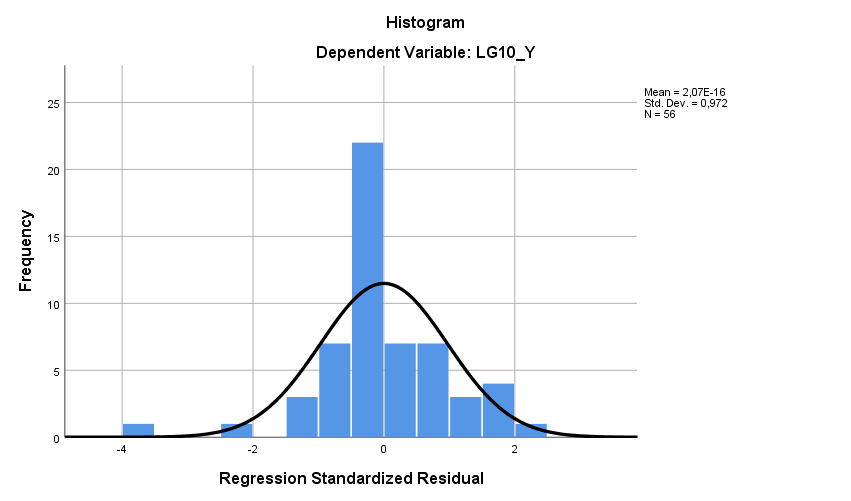 Histogram
Dependent Variable: LG10_Y
Mean = 2,07E-16
Std. Dev. = 0,972
N = 56
Frequency
25
20
15
10
5
0
-4 -2 0 2
Regression Standardized Residual